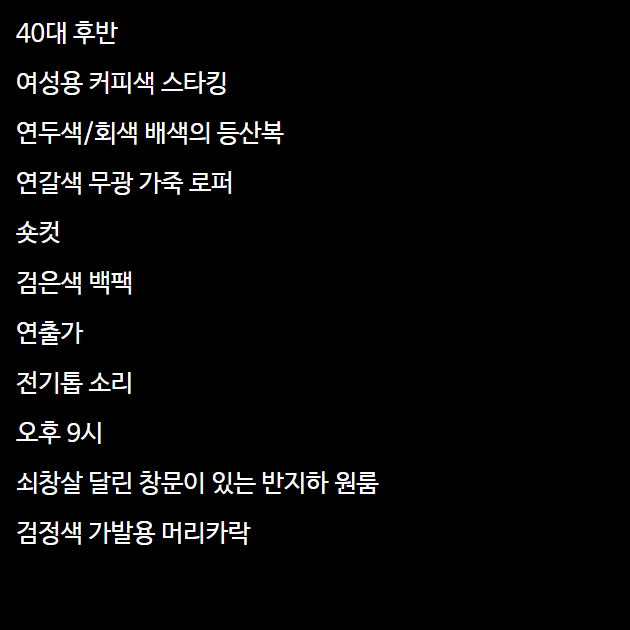 40대 후반
여성용 커피색 스타킹
연두색/회색 배색의 등산복
연갈색 무광 가죽 로퍼
숏컷
검은색 백팩
연출가
전기톱 소리
오후 9시
쇠창살 달린 창문이 있는 반지하 원룸
검정색 가발용 머리카락